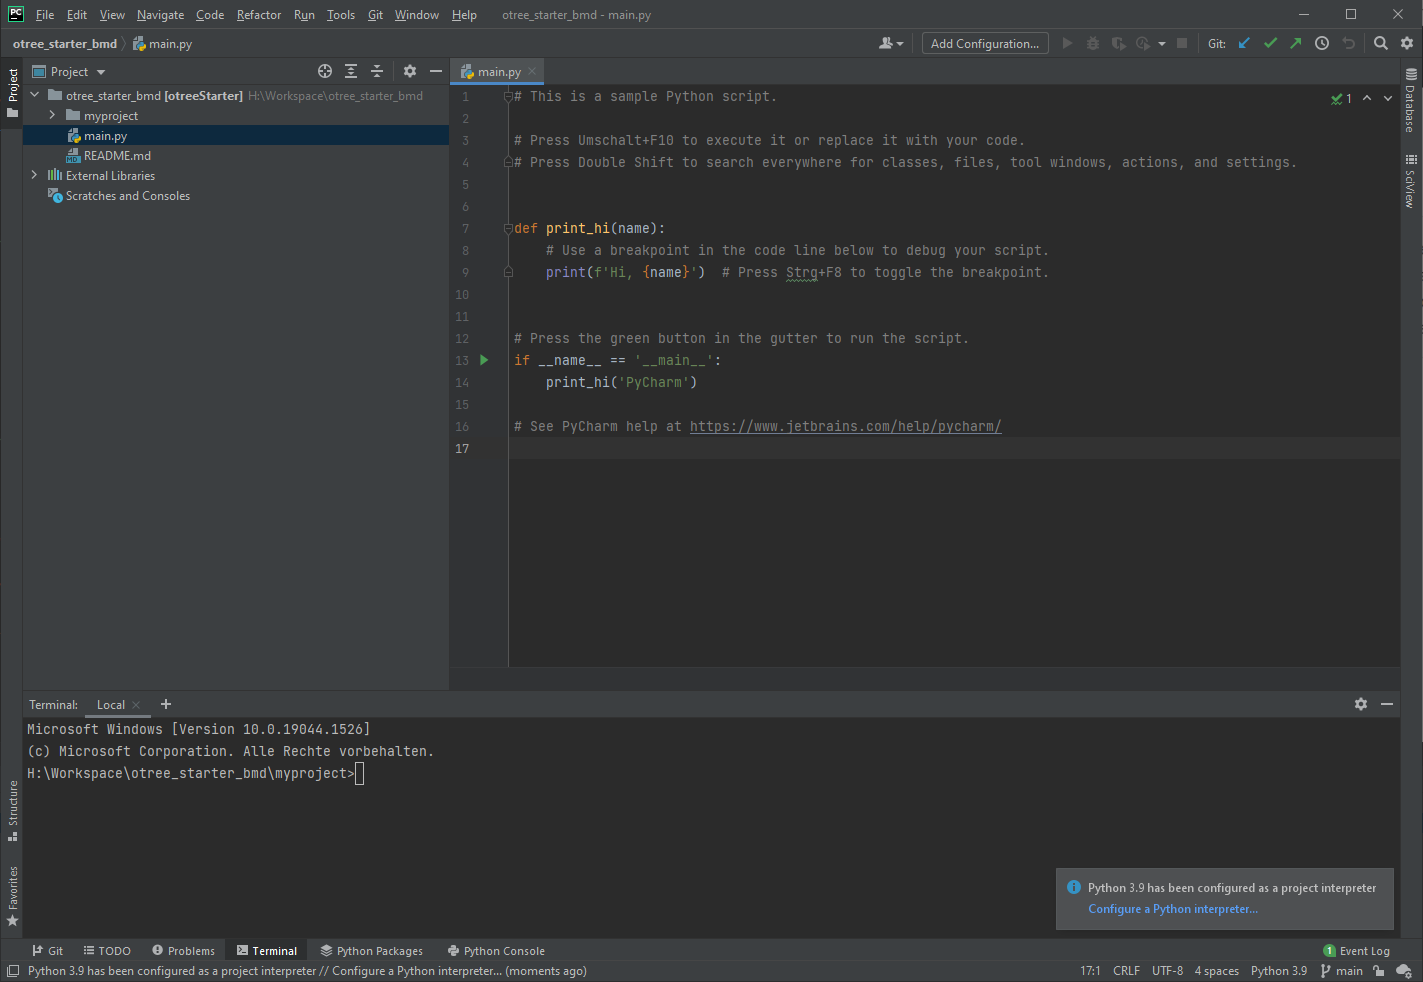 PC File Edit View Navigate Code Refactor Run Tools Git Window Help otree_starter_bmd - main.py
otree_starter_bmd main.py Add Configuration... Git:
Project
Project
main.py
otree_starter_bmd [otreeStarter] H:\Workspace\otree_starter_bmd
myproject
main.py
README.md
External Libraries
Scratches and Consoles
1 # This is a sample Python script.
2
3 # Press Umschalt+F10 to execute it or replace it with your code.
4 # Press Double Shift to search everywhere for classes, files, tool windows, actions, and settings.
5
6
7 def print_hi(name):
8 # Use a breakpoint in the code line below to debug your script.
9 print(f'Hi, {name}')  # Press Strg+F8 to toggle the breakpoint.
10
11
12 # Press the green button in the gutter to run the script.
13 if __name__ == '__main__':
14 print_hi('PyCharm')
15
16 # See PyCharm help at https://www.jetbrains.com/help/pycharm/
17
1
Database
SciView
Terminal: Local
Microsoft Windows [Version 10.0.19044.1526]
(c) Microsoft Corporation. Alle Rechte vorbehalten.
H:\Workspace\otree_starter_bmd\myproject>
Structure
Favorites
Python 3.9 has been configured as a project interpreter
Configure a Python interpreter...
Git TODO Problems Terminal Python Packages Python Console 1 Event Log
Python 3.9 has been configured as a project interpreter // Configure a Python interpreter... (moments ago) 17:1 CRLF UTF-8 4 spaces Python 3.9 main